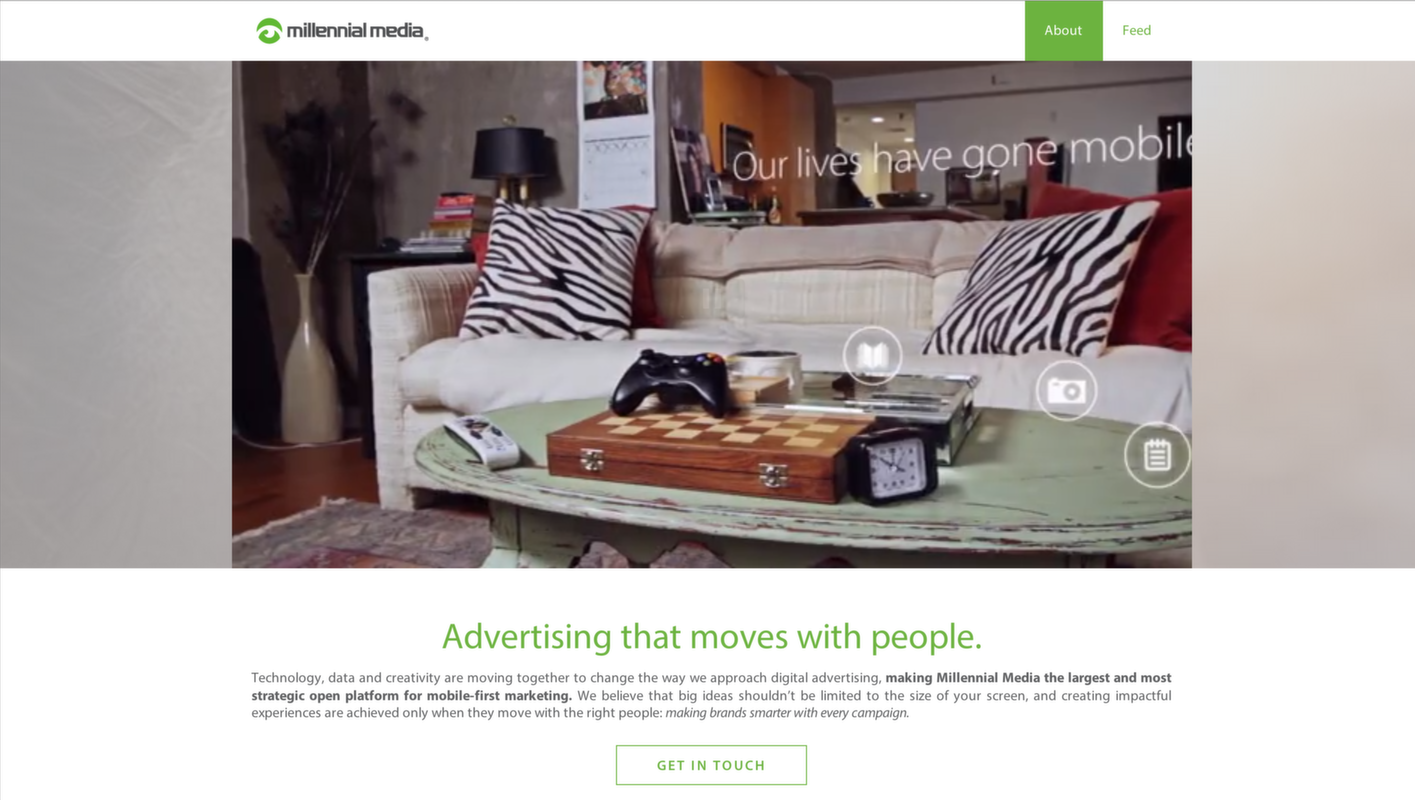 millennial media®
About
Feed
Our lives have gone mobile
Advertising that moves with people.
Technology, data and creativity are moving together to change the way we approach digital advertising, making Millennial Media the largest and most
strategic open platform for mobile-first marketing. We believe that big ideas shouldn't be limited to the size of your screen, and creating impactful
experiences are achieved only when they move with the right people: making brands smarter with every campaign.
GET IN TOUCH